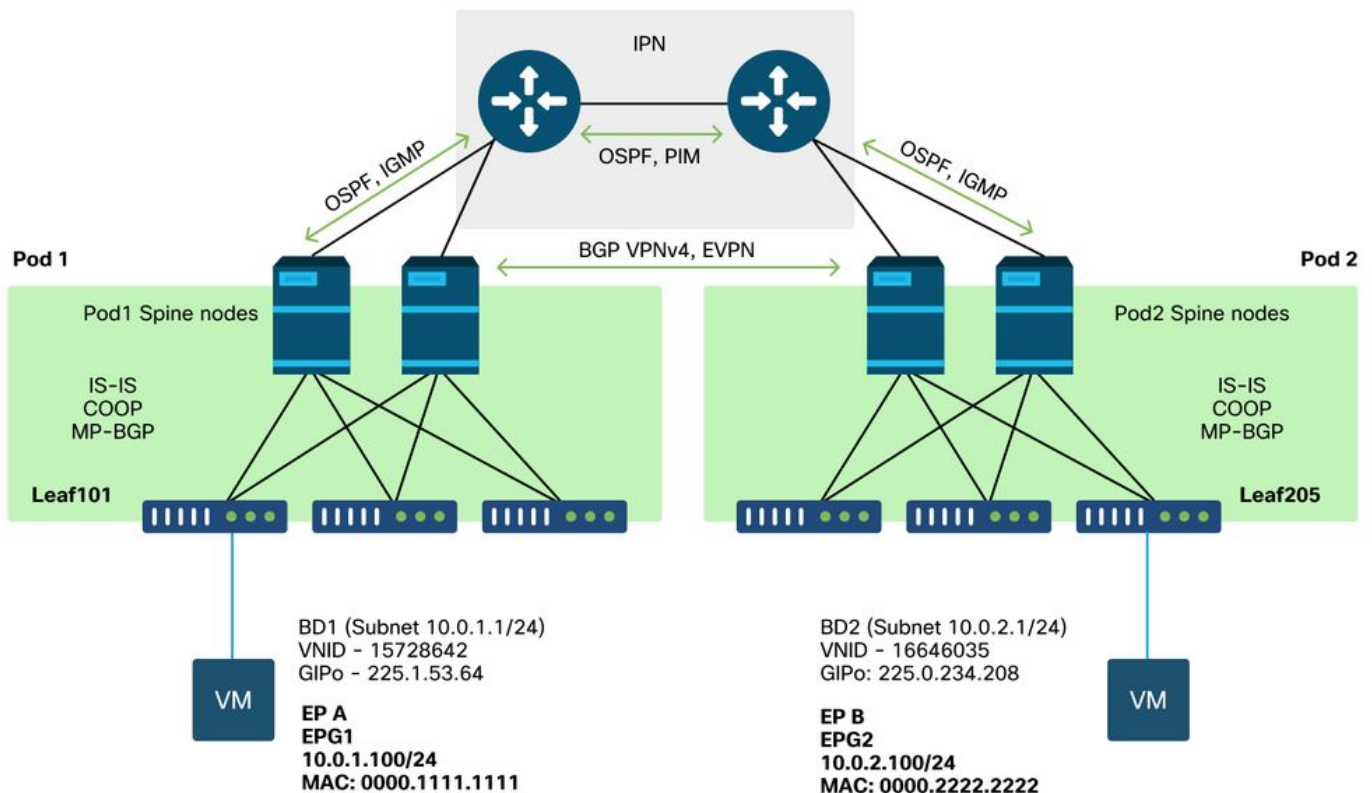 IPN
OSPF, IGMP
OSPF, PIM
OSPF, IGMP
BGP VPNv4, EVPN
Pod 1
Pod 2
Pod1 Spine nodes
Pod2 Spine nodes
IS-IS
COOP
MP-BGP
IS-IS
COOP
MP-BGP
Leaf101
Leaf205
VM
BD1 (Subnet 10.0.1.1/24)
VNID - 15728642
GIPo - 225.1.53.64
EP A
EPG1
10.0.1.100/24
MAC: 0000.1111.1111
BD2 (Subnet 10.0.2.1/24)
VNID - 16646035
GIPo: 225.0.234.208
EP B
EPG2
10.0.2.100/24
MAC: 0000.2222.2222
VM